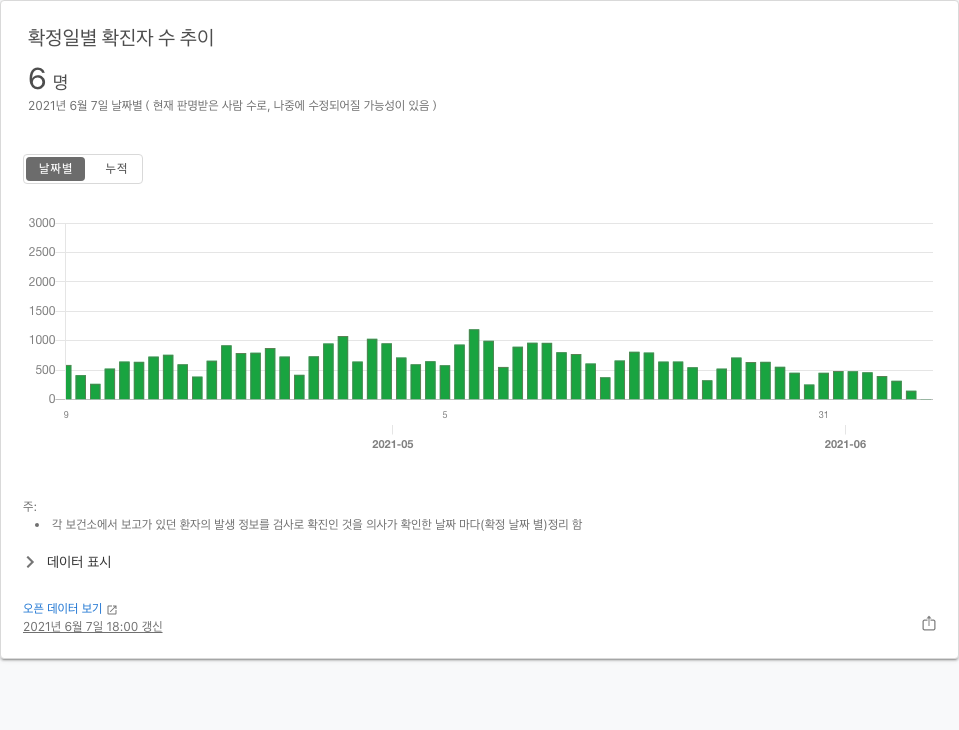 확정일별 확진자 수 추이
6 명
2021년 6월 7일 날짜별 ( 현재 판명받은 사람 수로, 나중에 수정되어질 가능성이 있음 )
날짜별 누적
3000
2500
2000
1500
1000
500
0
9 5 31
2021-05 2021-06
주:
• 각 보건소에서 보고가 있던 환자의 발생 정보를 검사로 확진인 것을 의사가 확인한 날짜 마다(확정 날짜 별)정리 함
데이터 표시
오픈 데이터 보기
2021년 6월 7일 18:00 갱신